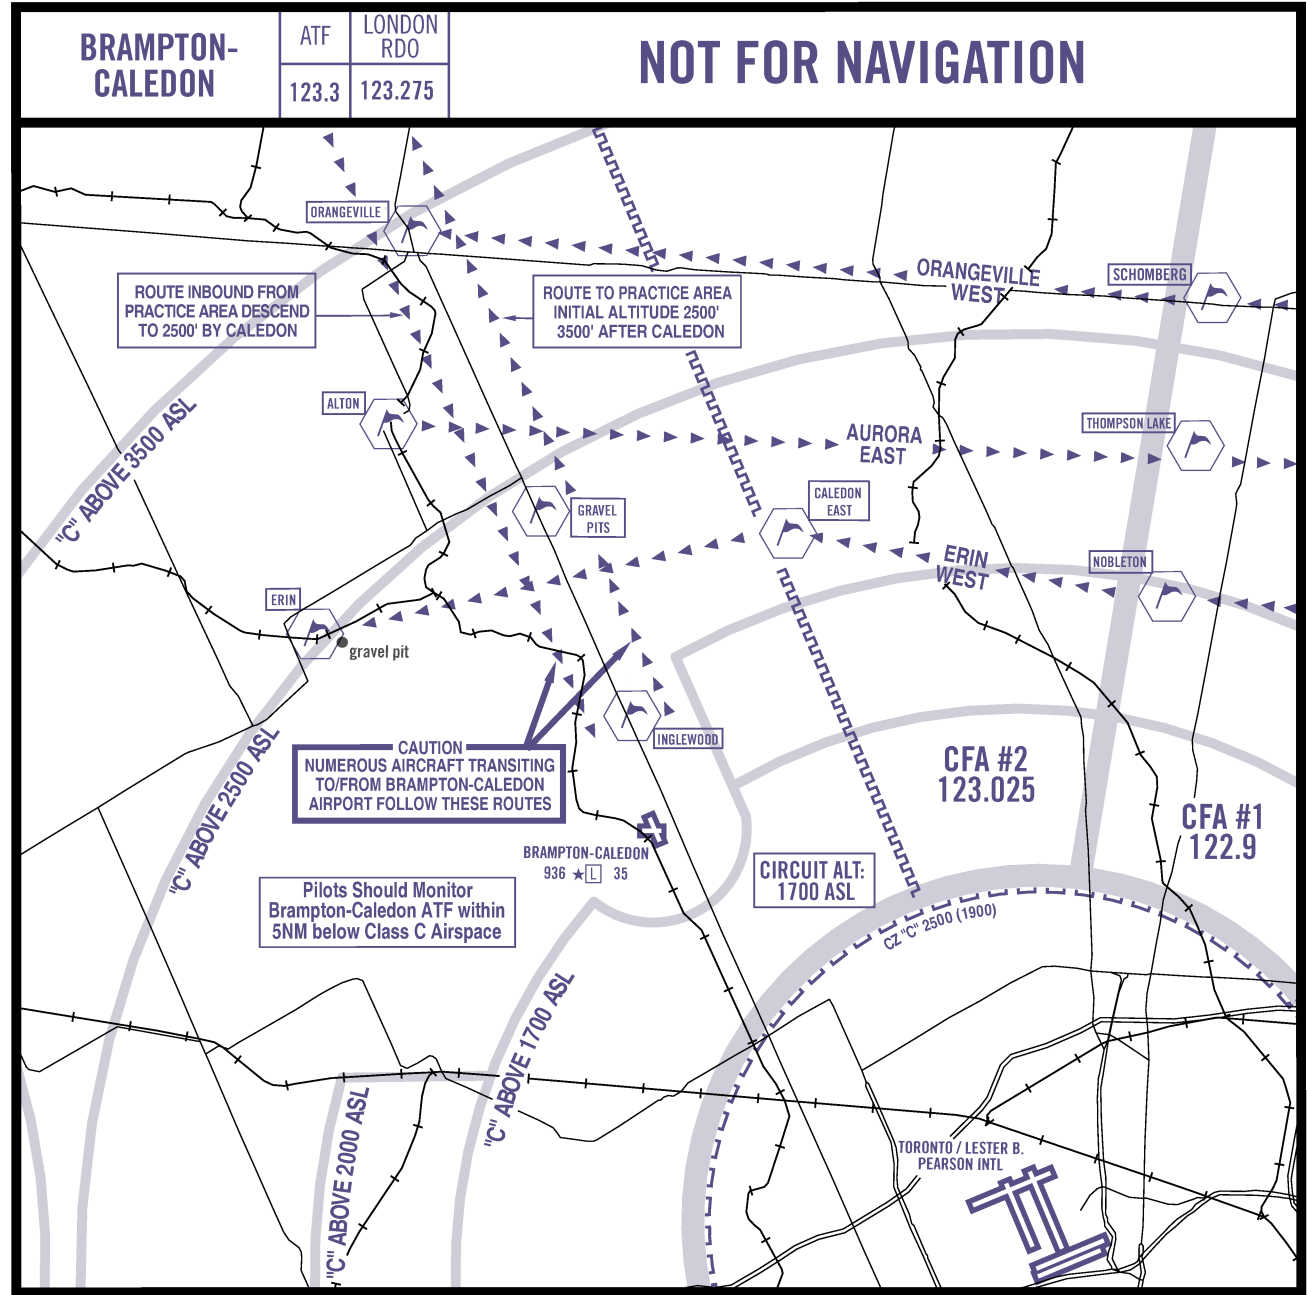 BRAMPTON-
CALEDON
ATF
LONDON
RDO
123.3
123.275
NOT FOR NAVIGATION
ORANGEVILLE
ROUTE INBOUND FROM
PRACTICE AREA DESCEND
TO 2500' BY CALEDON
ROUTE TO PRACTICE AREA
INITIAL ALTITUDE 2500'
3500' AFTER CALEDON
ORANGEVILLE
WEST
SCHOMBERG
ALTON
"C" ABOVE 3500 ASL
AURORA
EAST
THOMPSON LAKE
GRAVEL
PITS
CALEDON
EAST
ERIN
WEST
NOBLETON
ERIN
gravel pit
INGLEWOOD
CAUTION
NUMEROUS AIRCRAFT TRANSITING
TO/FROM BRAMPTON-CALEDON
AIRPORT FOLLOW THESE ROUTES
"C" ABOVE 2500 ASL
CFA #2
123.025
CFA #1
122.9
BRAMPTON-CALEDON
936 ★ L 35
CIRCUIT ALT:
1700 ASL
Pilots Should Monitor
Brampton-Caledon ATF within
5NM below Class C Airspace
CZ "C" 2500 (1900)
"C" ABOVE 1700 ASL
"C" ABOVE 2000 ASL
TORONTO / LESTER B.
PEARSON INTL